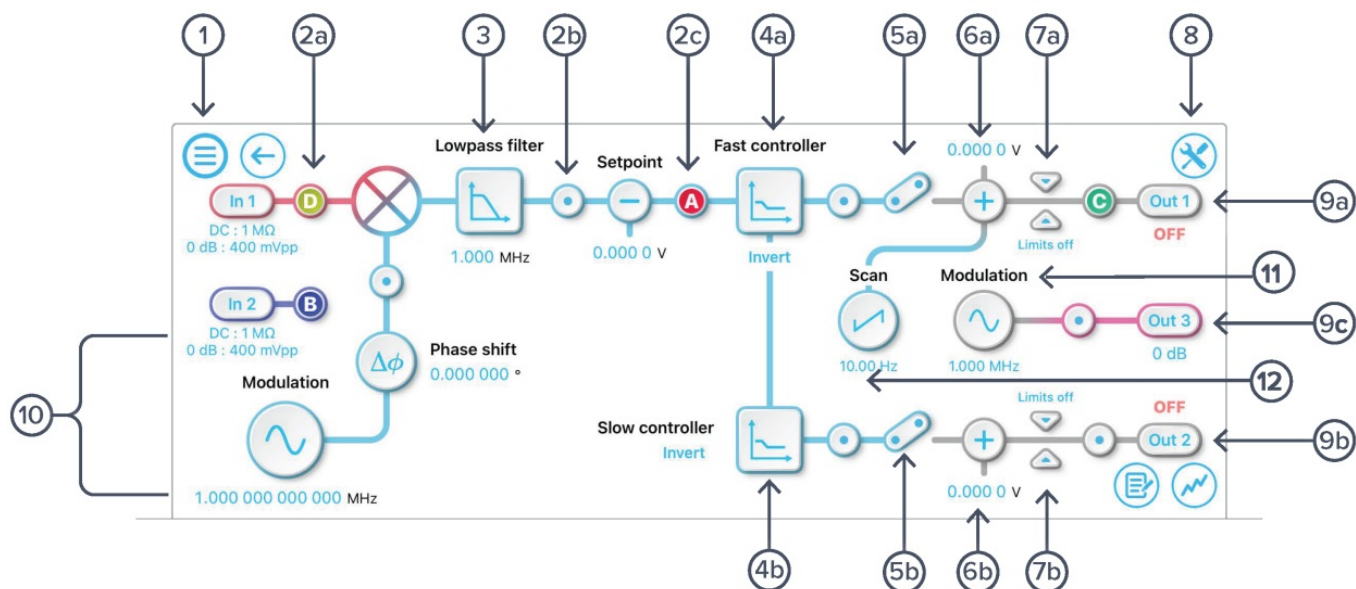 1
2a
3
2b
2c
4a
5a
6a
7a
8
Lowpass filter
Setpoint
Fast controller
0.000 0 V
In 1
D
A
C
Out 1
9a
DC : 1 MΩ
0 dB : 400 mVpp
1.000 MHz
0.000 0 V
Invert
Limits off
OFF
Scan
Modulation
11
In 2
B
Out 3
9c
DC : 1 MΩ
0 dB : 400 mVpp
Δϕ
Phase shift
0.000 000 °
10.00 Hz
1.000 MHz
0 dB
12
Modulation
10
Limits off
OFF
Slow controller
Invert
Out 2
9b
1.000 000 000 000 MHz
0.000 0 V
4b
5b
6b
7b